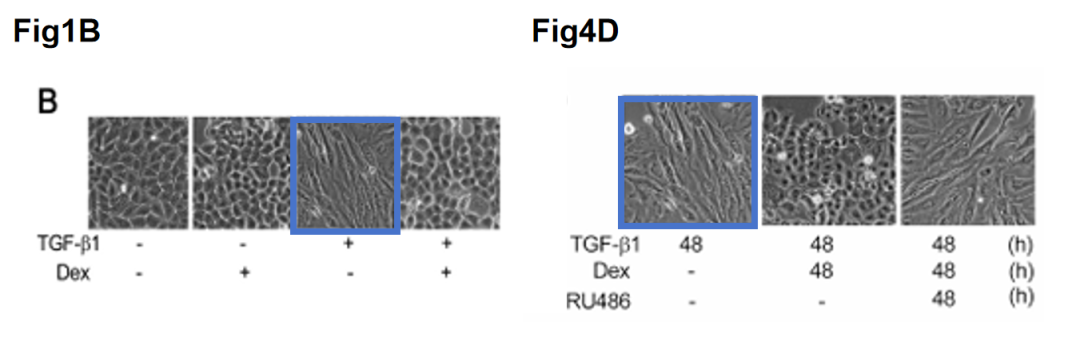 Fig1B
Fig4D
B
TGF-β1 - - + +
Dex - + - +
TGF-β1 48 48 48 (h)
Dex - 48 48 (h)
RU486 - - 48 (h)